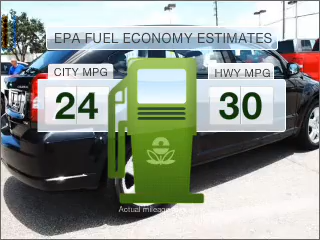 EPA FUEL ECONOMY ESTIMATES
CITY MPG
HWY MPG
24
30
Actual mileage